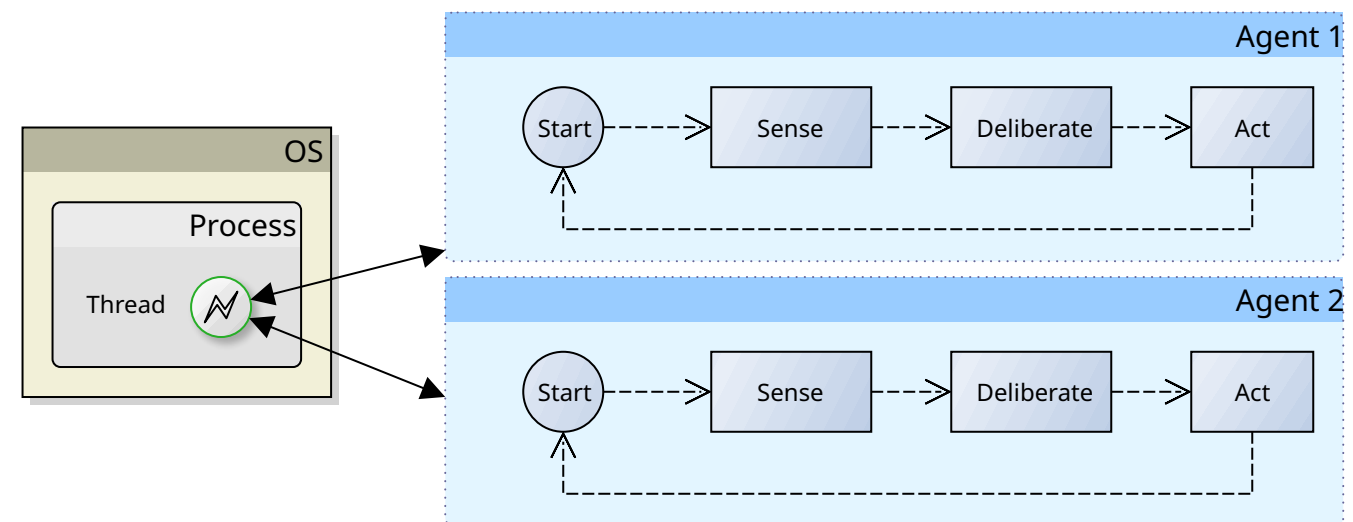 OS
Process
Thread
Agent 1
Start
Sense
Deliberate
Act
Agent 2
Start
Sense
Deliberate
Act